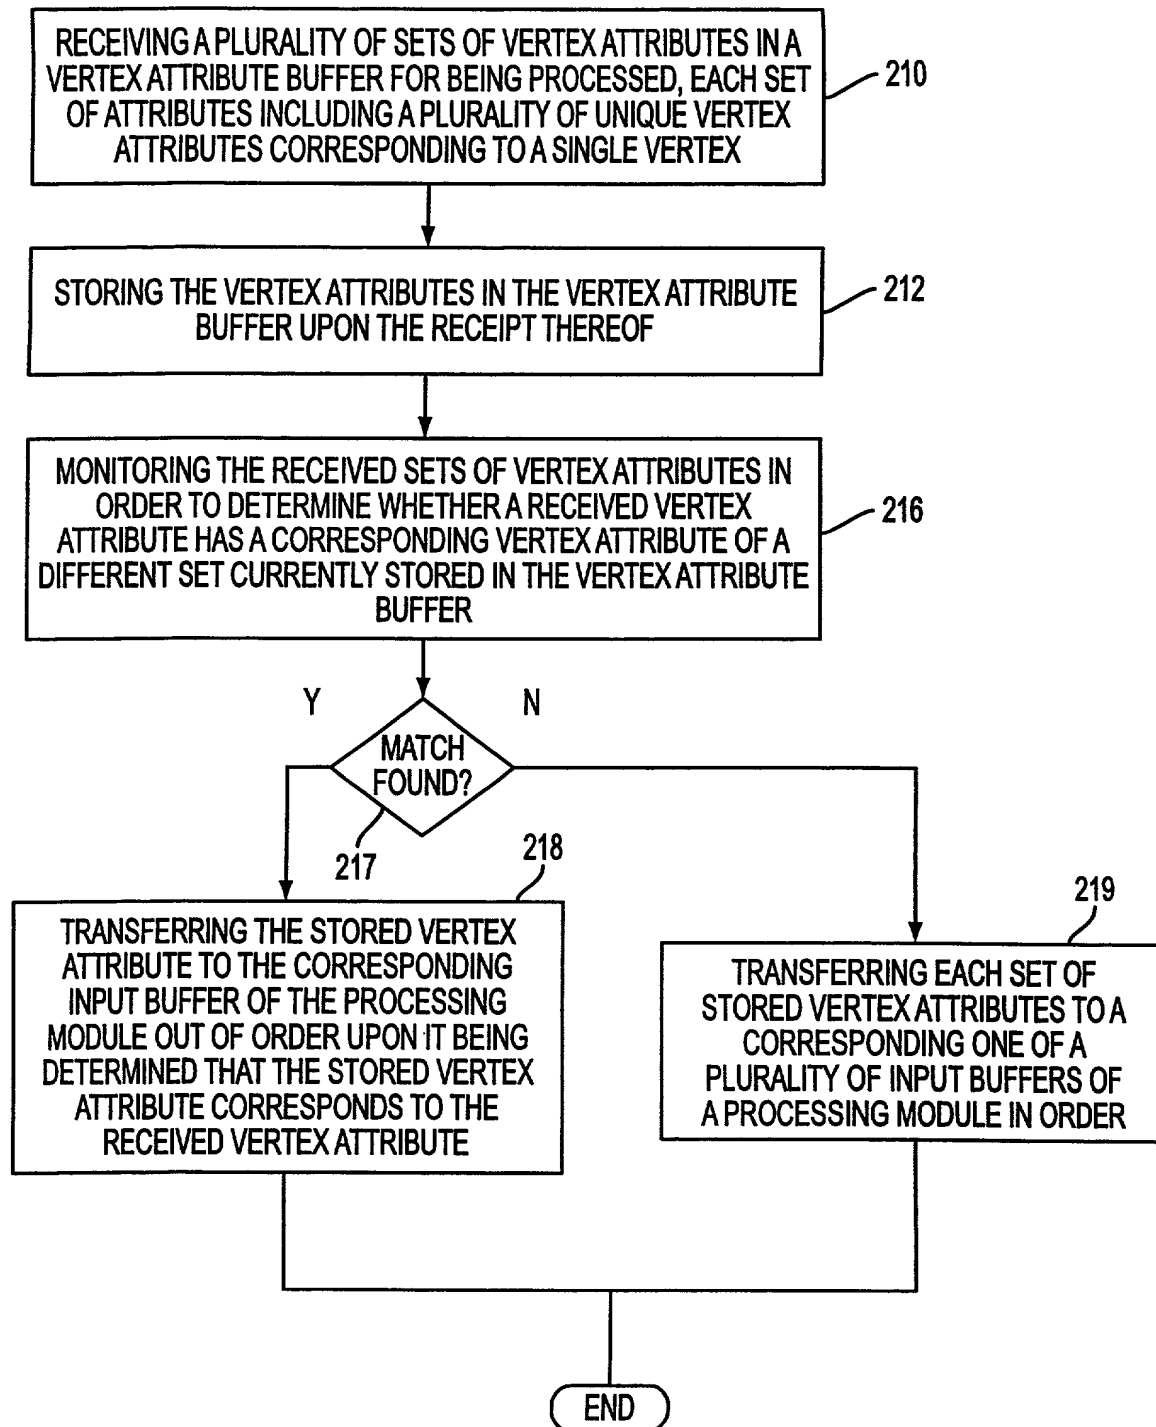 RECEIVING A PLURALITY OF SETS OF VERTEX ATTRIBUTES IN A
VERTEX ATTRIBUTE BUFFER FOR BEING PROCESSED, EACH SET
OF ATTRIBUTES INCLUDING A PLURALITY OF UNIQUE VERTEX
ATTRIBUTES CORRESPONDING TO A SINGLE VERTEX
210
STORING THE VERTEX ATTRIBUTES IN THE VERTEX ATTRIBUTE
BUFFER UPON THE RECEIPT THEREOF
212
MONITORING THE RECEIVED SETS OF VERTEX ATTRIBUTES IN
ORDER TO DETERMINE WHETHER A RECEIVED VERTEX
ATTRIBUTE HAS A CORRESPONDING VERTEX ATTRIBUTE OF A
DIFFERENT SET CURRENTLY STORED IN THE VERTEX ATTRIBUTE
BUFFER
216
Y
N
MATCH
FOUND?
217
218
TRANSFERRING THE STORED VERTEX
ATTRIBUTE TO THE CORRESPONDING
INPUT BUFFER OF THE PROCESSING
MODULE OUT OF ORDER UPON IT BEING
DETERMINED THAT THE STORED VERTEX
ATTRIBUTE CORRESPONDS TO THE
RECEIVED VERTEX ATTRIBUTE
219
TRANSFERRING EACH SET OF
STORED VERTEX ATTRIBUTES TO A
CORRESPONDING ONE OF A
PLURALITY OF INPUT BUFFERS OF
A PROCESSING MODULE IN ORDER
END